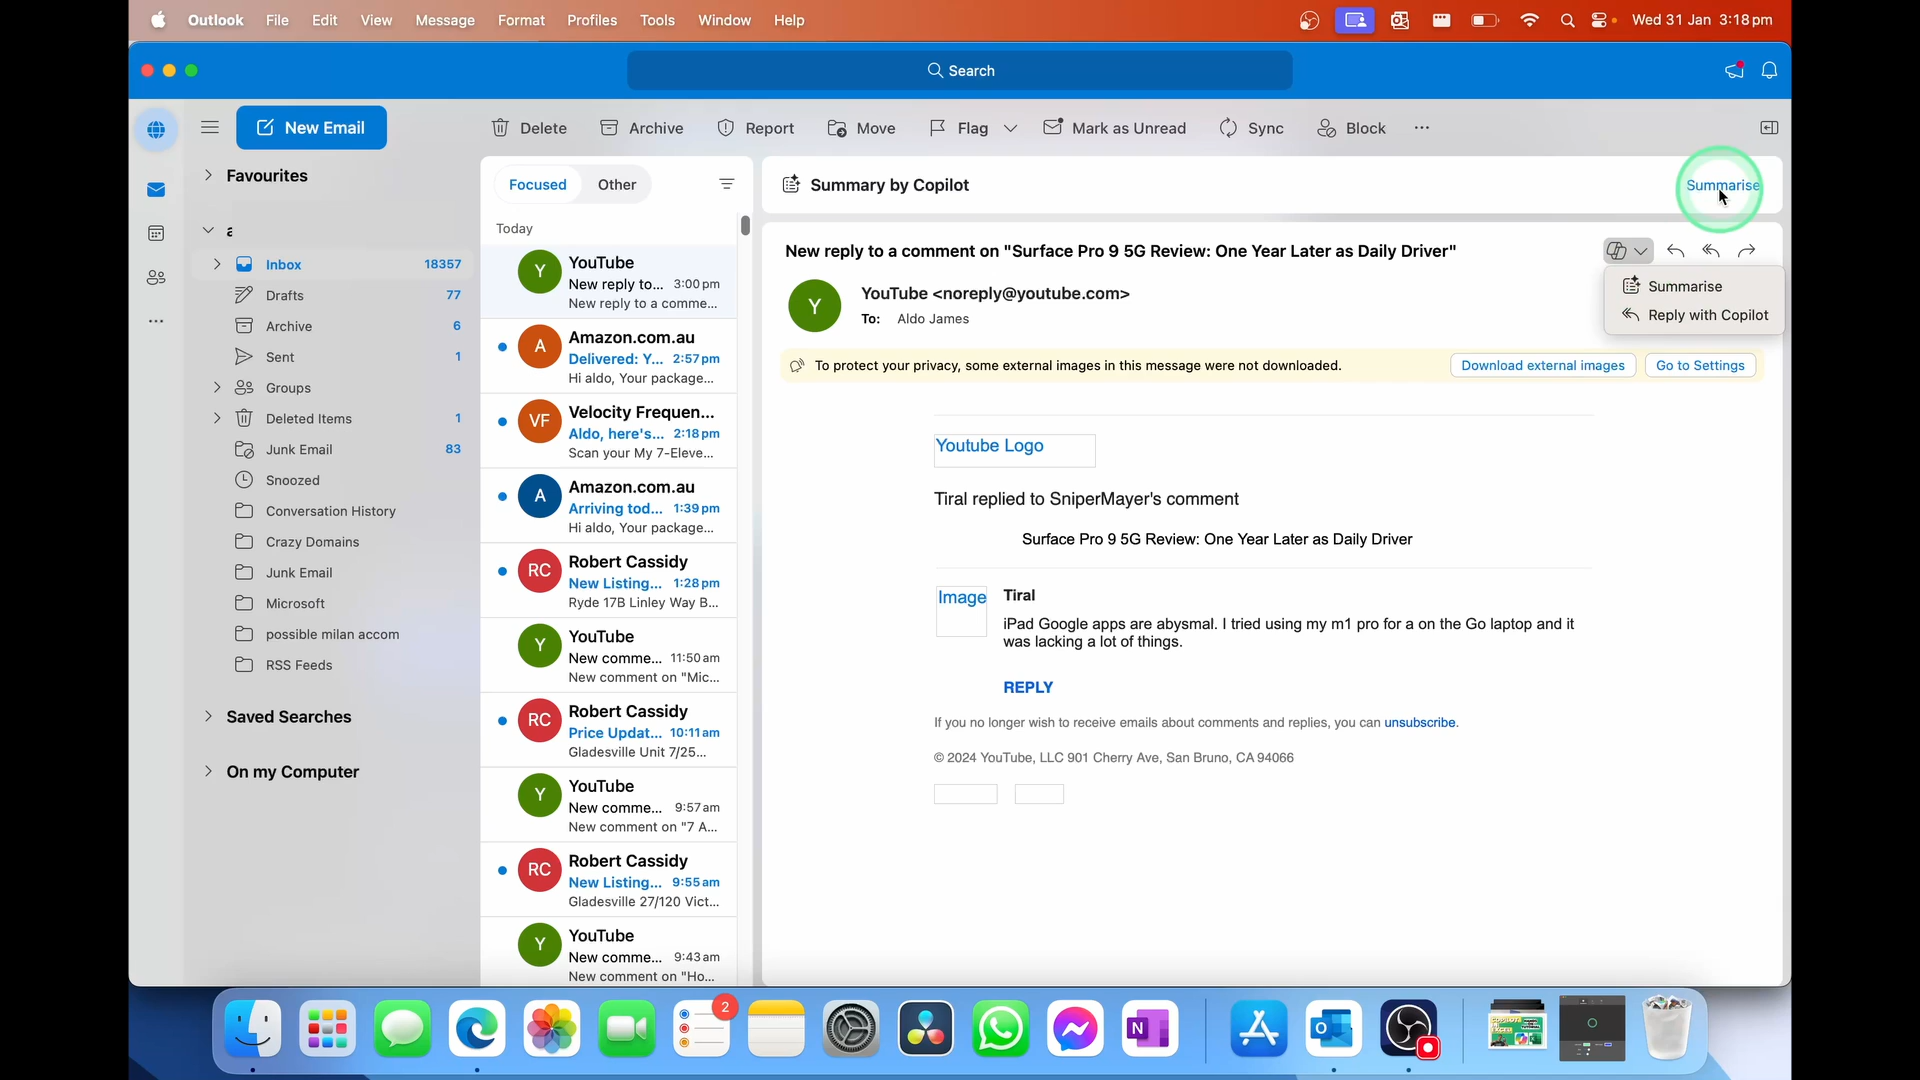 Outlook File Edit View Message Format Profiles Tools Window Help Wed 31 Jan 3:18 pm
Search
New Email Delete Archive Report Move Flag Mark as Unread Sync Block
Favourites
a
Inbox 18357
Drafts 77
Archive 6
Sent 1
Groups
Deleted Items 1
Junk Email 83
Snoozed
Conversation History
Crazy Domains
Junk Email
Microsoft
possible milan accom
RSS Feeds
Saved Searches
On my Computer
Focused Other
Today
Y YouTube
New reply to... 3:00 pm
New reply to a comme...
A Amazon.com.au
Delivered: Y... 2:57 pm
Hi aldo, Your package...
VF Velocity Frequen...
Aldo, here's... 2:18 pm
Scan your My 7-Eleve...
A Amazon.com.au
Arriving tod... 1:39 pm
Hi aldo, Your package...
RC Robert Cassidy
New Listing... 1:28 pm
Ryde 17B Linley Way B...
Y YouTube
New comme... 11:50 am
New comment on "Mic...
RC Robert Cassidy
Price Updat... 10:11 am
Gladesville Unit 7/25...
Y YouTube
New comme... 9:57 am
New comment on "7 A...
RC Robert Cassidy
New Listing... 9:55 am
Gladesville 27/120 Vict...
Y YouTube
New comme... 9:43 am
New comment on "Ho...
Summary by Copilot Summarise
New reply to a comment on "Surface Pro 9 5G Review: One Year Later as Daily Driver"
Summarise
Reply with Copilot
Y YouTube <noreply@youtube.com>
To: Aldo James
To protect your privacy, some external images in this message were not downloaded. Download external images Go to Settings
Youtube Logo
Tiral replied to SniperMayer's comment
Surface Pro 9 5G Review: One Year Later as Daily Driver
Image Tiral
iPad Google apps are abysmal. I tried using my m1 pro for a on the Go laptop and it
was lacking a lot of things.
REPLY
If you no longer wish to receive emails about comments and replies, you can unsubscribe.
© 2024 YouTube, LLC 901 Cherry Ave, San Bruno, CA 94066
2
N
O